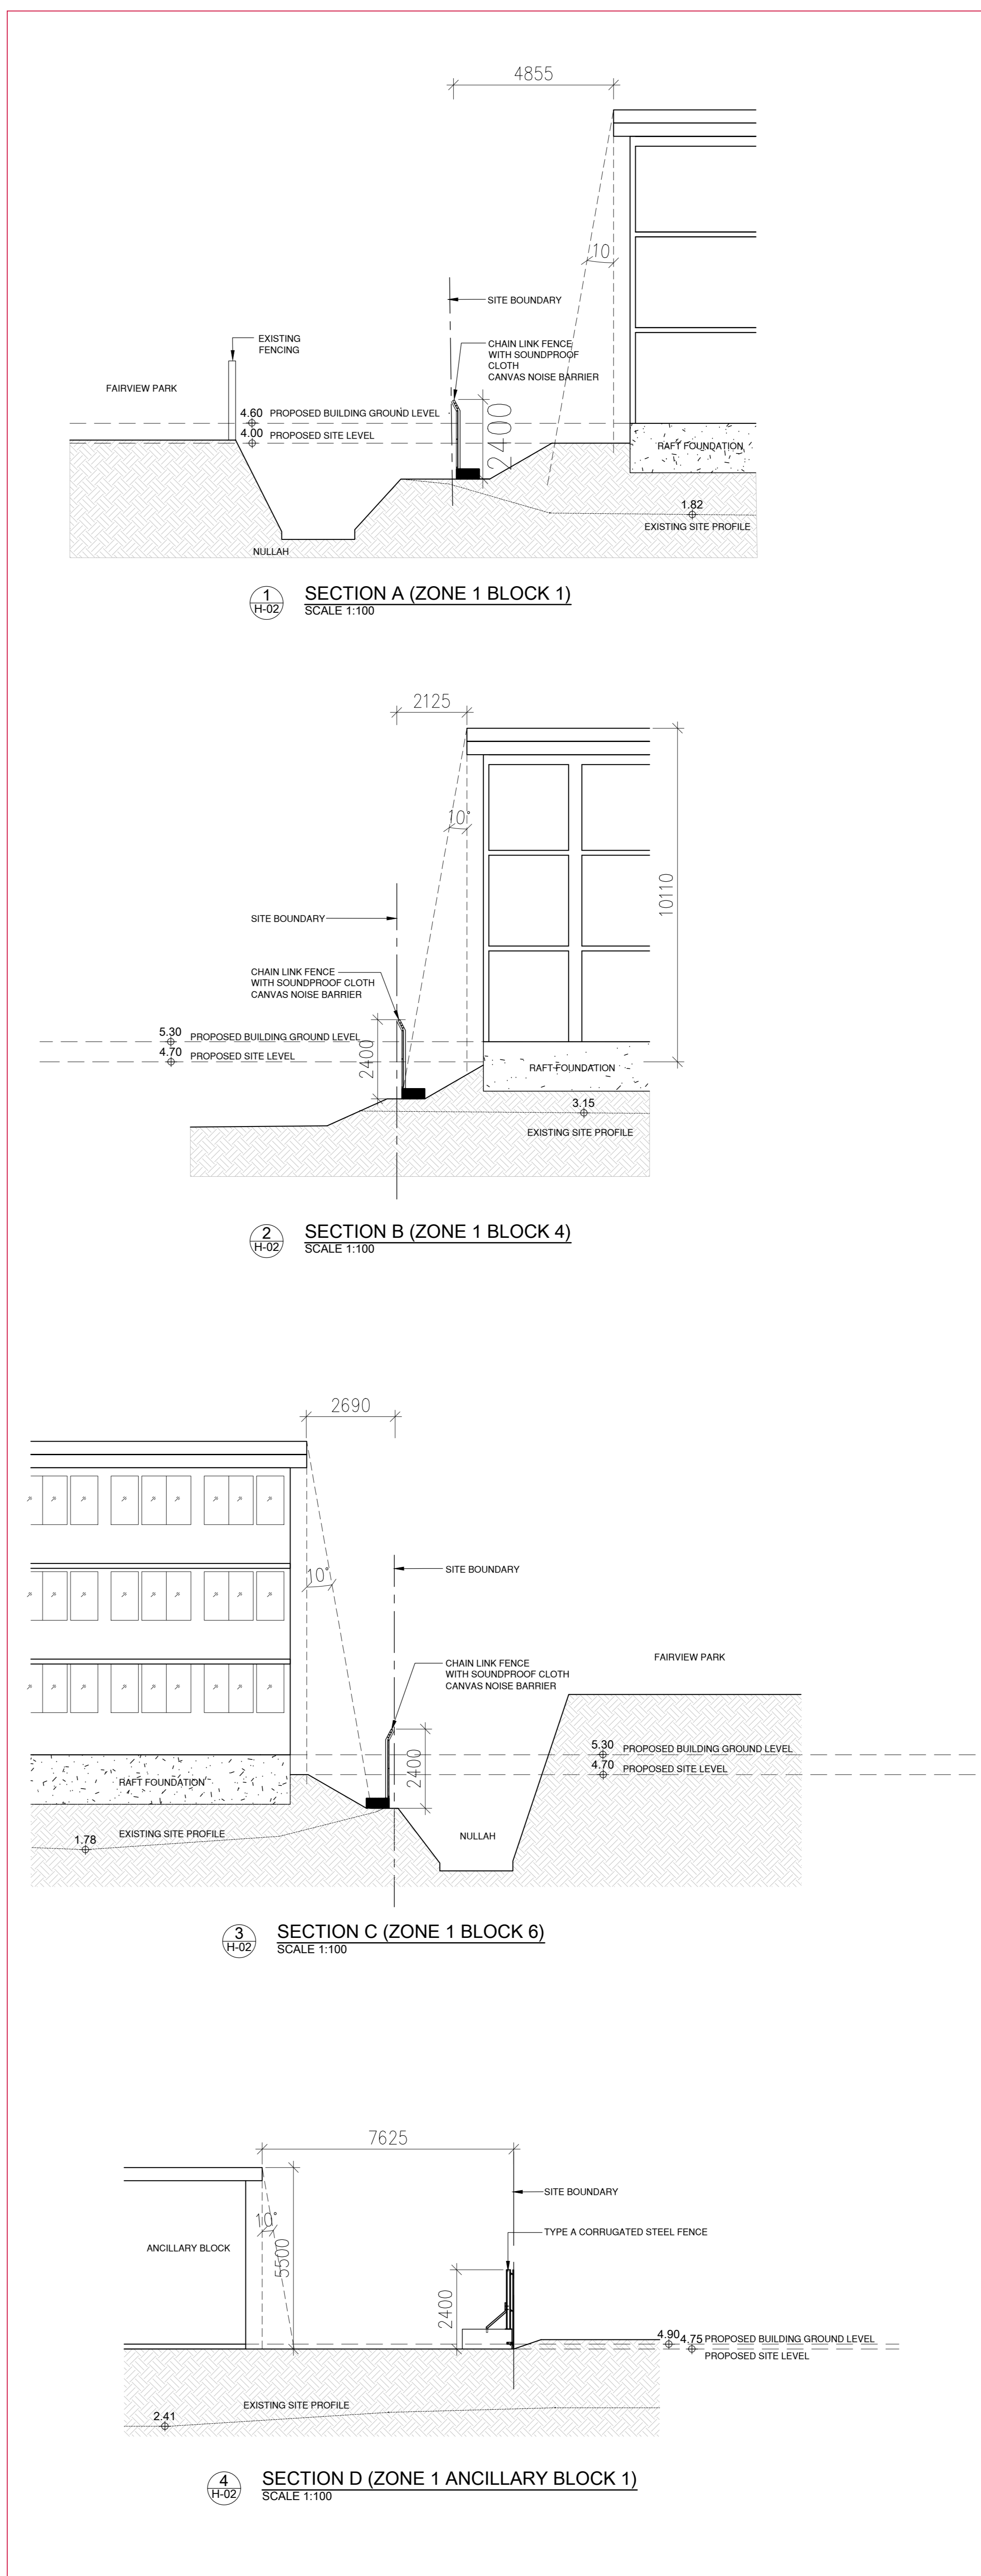 4855
10
SITE BOUNDARY
EXISTING
FENCING
CHAIN LINK FENCE
WITH SOUNDPROOF
CLOTH
CANVAS NOISE BARRIER
FAIRVIEW PARK
2400
4.60 PROPOSED BUILDING GROUND LEVEL
4.00 PROPOSED SITE LEVEL
RAFT FOUNDATION
1.82
EXISTING SITE PROFILE
NULLAH
1
H-02
SECTION A (ZONE 1 BLOCK 1)
SCALE 1:100
2125
10°
10110
SITE BOUNDARY
CHAIN LINK FENCE
WITH SOUNDPROOF CLOTH
CANVAS NOISE BARRIER
5.30 PROPOSED BUILDING GROUND LEVEL
4.70 PROPOSED SITE LEVEL
2400
RAFT FOUNDATION
3.15
EXISTING SITE PROFILE
2
H-02
SECTION B (ZONE 1 BLOCK 4)
SCALE 1:100
2690
10°
SITE BOUNDARY
FAIRVIEW PARK
CHAIN LINK FENCE
WITH SOUNDPROOF CLOTH
CANVAS NOISE BARRIER
2400
5.30 PROPOSED BUILDING GROUND LEVEL
4.70 PROPOSED SITE LEVEL
RAFT FOUNDATION
EXISTING SITE PROFILE
1.78
NULLAH
3
H-02
SECTION C (ZONE 1 BLOCK 6)
SCALE 1:100
7625
SITE BOUNDARY
10°
5500
TYPE A CORRUGATED STEEL FENCE
ANCILLARY BLOCK
2400
4.90 4.75 PROPOSED BUILDING GROUND LEVEL
PROPOSED SITE LEVEL
EXISTING SITE PROFILE
2.41
4
H-02
SECTION D (ZONE 1 ANCILLARY BLOCK 1)
SCALE 1:100